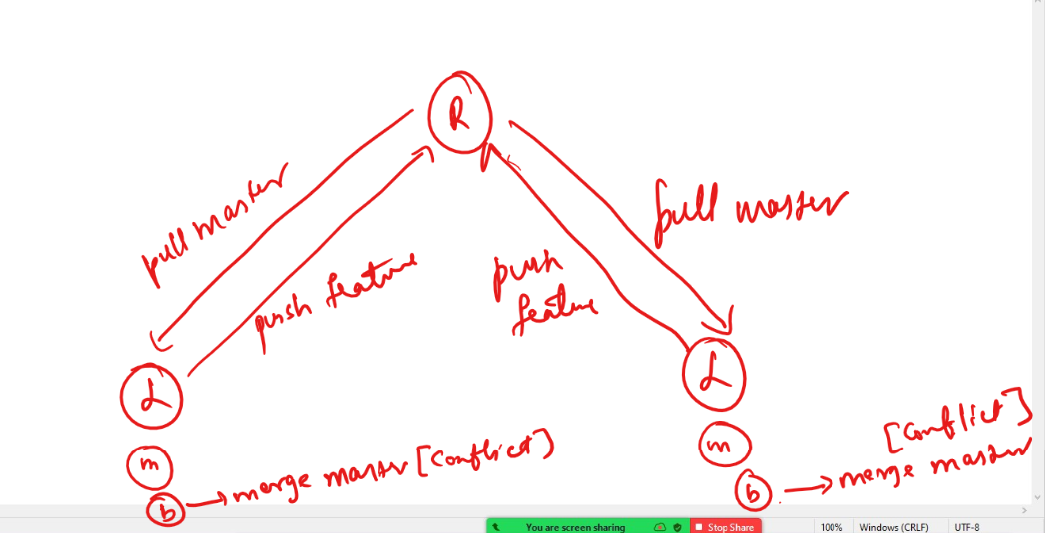 R
pull master
pull master
push feature
push
feature
L
L
m
m
[Conflict]
merge master [Conflict]
b
b
merge master
You are screen sharing
Stop Share
100%
Windows (CRLF)
UTF-8